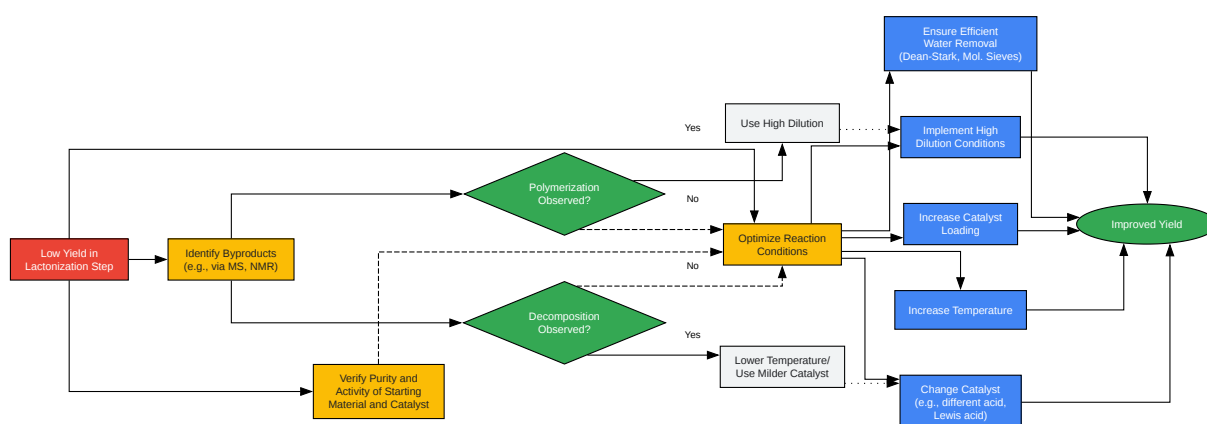 Ensure Efficient
Water Removal
(Dean-Stark, Mol. Sieves)
Yes
Use High Dilution
Implement High
Dilution Conditions
Polymerization
Observed?
No
Low Yield in
Lactonization Step
Identify Byproducts
(e.g., via MS, NMR)
Optimize Reaction
Conditions
Increase Catalyst
Loading
Improved Yield
No
Decomposition
Observed?
Increase Temperature
Yes
Verify Purity and
Activity of Starting
Material and Catalyst
Lower Temperature/
Use Milder Catalyst
Change Catalyst
(e.g., different acid,
Lewis acid)